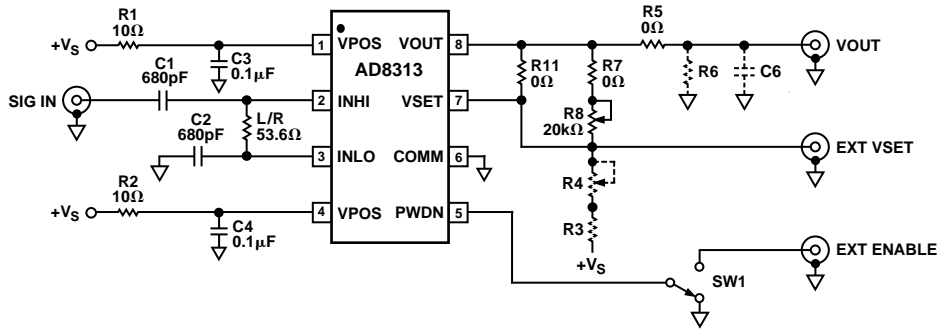 R1
10Ω
+VS
C3
0.1μF
1
VPOS
VOUT
8
AD8313
R5
0Ω
VOUT
R11
0Ω
R7
0Ω
R6
C6
C1
680pF
SIG IN
2
INHI
VSET
7
R8
20kΩ
L/R
53.6Ω
C2
680pF
EXT VSET
3
INLO
COMM
6
R4
R2
10Ω
+VS
4
VPOS
PWDN
5
R3
C4
0.1μF
+VS
EXT ENABLE
SW1